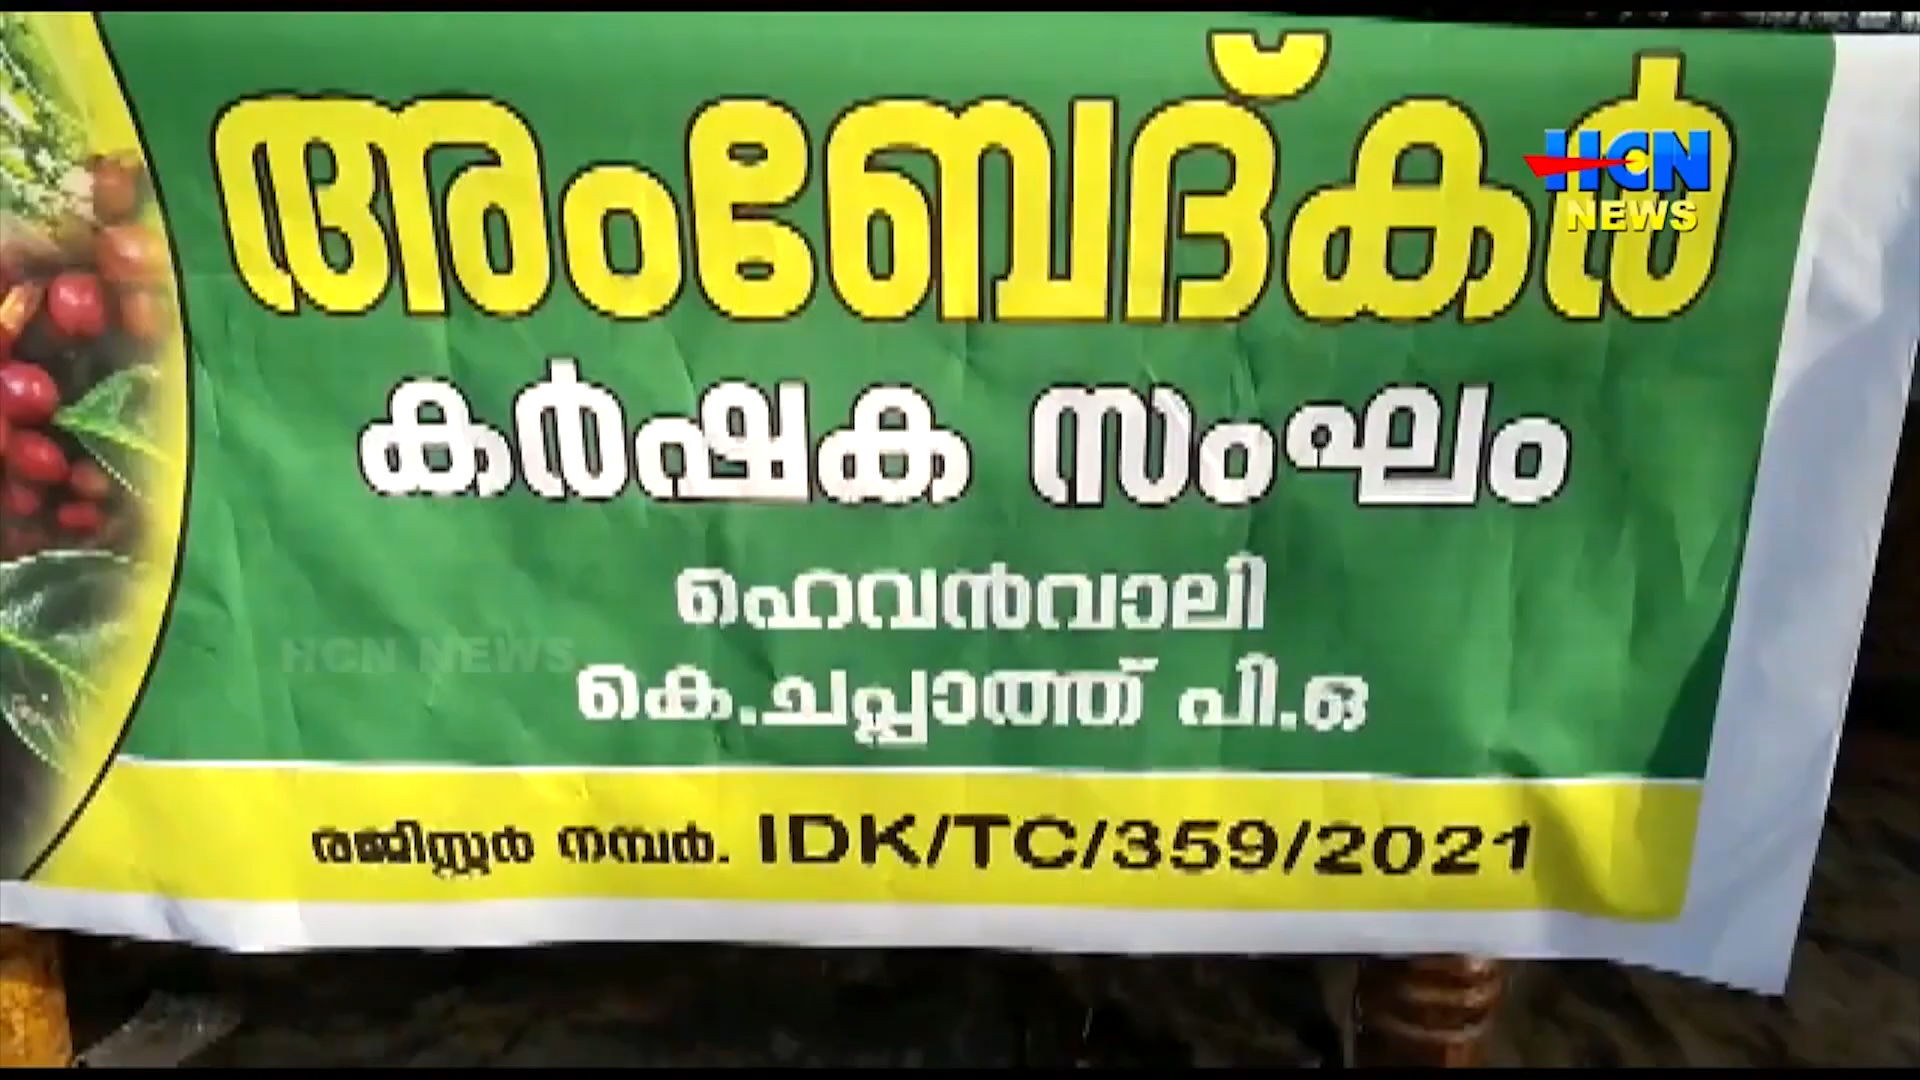 അംബേദ്കർ
HCN
NEWS
കർഷക സംഘം
ഹെവൻവാലി
HCN NEWS
കെ.ചപ്പാത്ത് പി.ഒ
രജിസ്റ്റർ നമ്പർ. IDK/TC/359/2021